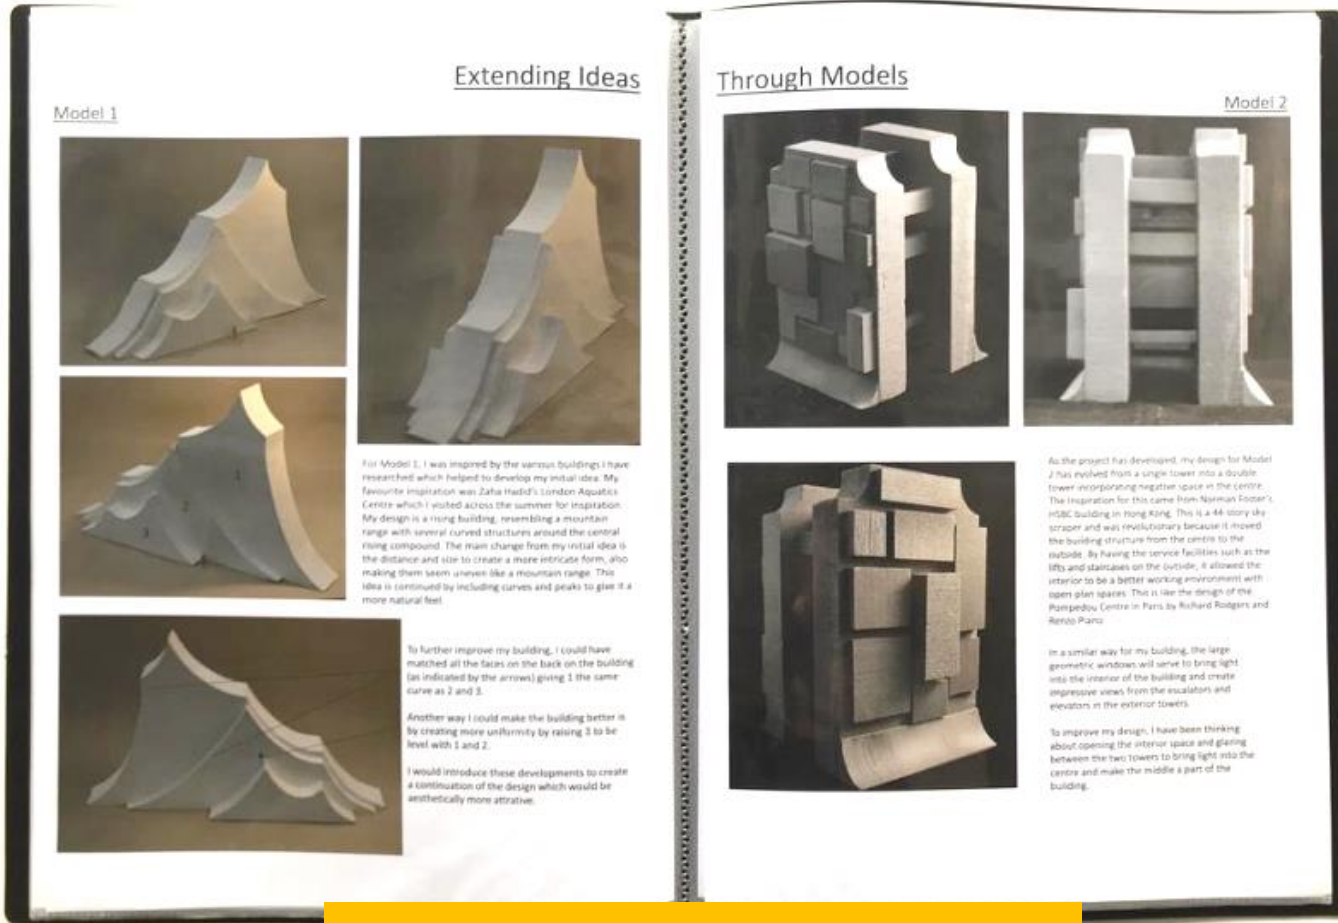 Extending Ideas
Model 1
For Model 1, I was inspired by the various buildings I have
researched which helped to develop my initial idea. My
favourite inspiration was Zaha Hadid's London Aquatics
Centre which I visited across the summer for inspiration.
My design is a rising building, resembling a mountain
range with several curved structures around the central
rising compound. The main change from my initial idea is
the distance and size to create a more intricate form, also
making them seem uneven like a mountain range. This
idea is continued by including curves and peaks to give it a
more natural feel.
To further improve my building, I could have
matched all the faces on the back on the building
(as indicated by the arrows) giving 1 the same
curve as 2 and 3.
Another way I could make the building better is
by creating more uniformity by raising 3 to be
level with 1 and 2.
I would introduce these developments to create
a continuation of the design which would be
aesthetically more attrative.
Through Models
Model 2
As the project has developed, my design for Model
2 has evolved from a single tower into a double
tower incorporating negative space in the centre.
The inspiration for this came from Norman Foster's
HSBC building in Hong Kong. This is a 44-story sky
scraper and was revolutionary because it moved
the building structure from the centre to the
outside. By having the service facilities such as the
lifts and staircases on the outside, it allowed the
interior to be a better working environment with
open plan spaces. This is like the design of the
Pompedou Centre in Paris by Richard Rodgers and
Renzo Piano.
In a similar way for my building, the large
geometric windows will serve to bring light
into the interior of the building and create
impressive views from the escalators and
elevators in the exterior towers.
To improve my design, I have been thinking
about opening the interior space and glazing
between the two towers to bring light into the
centre and make the middle a part of the
building.